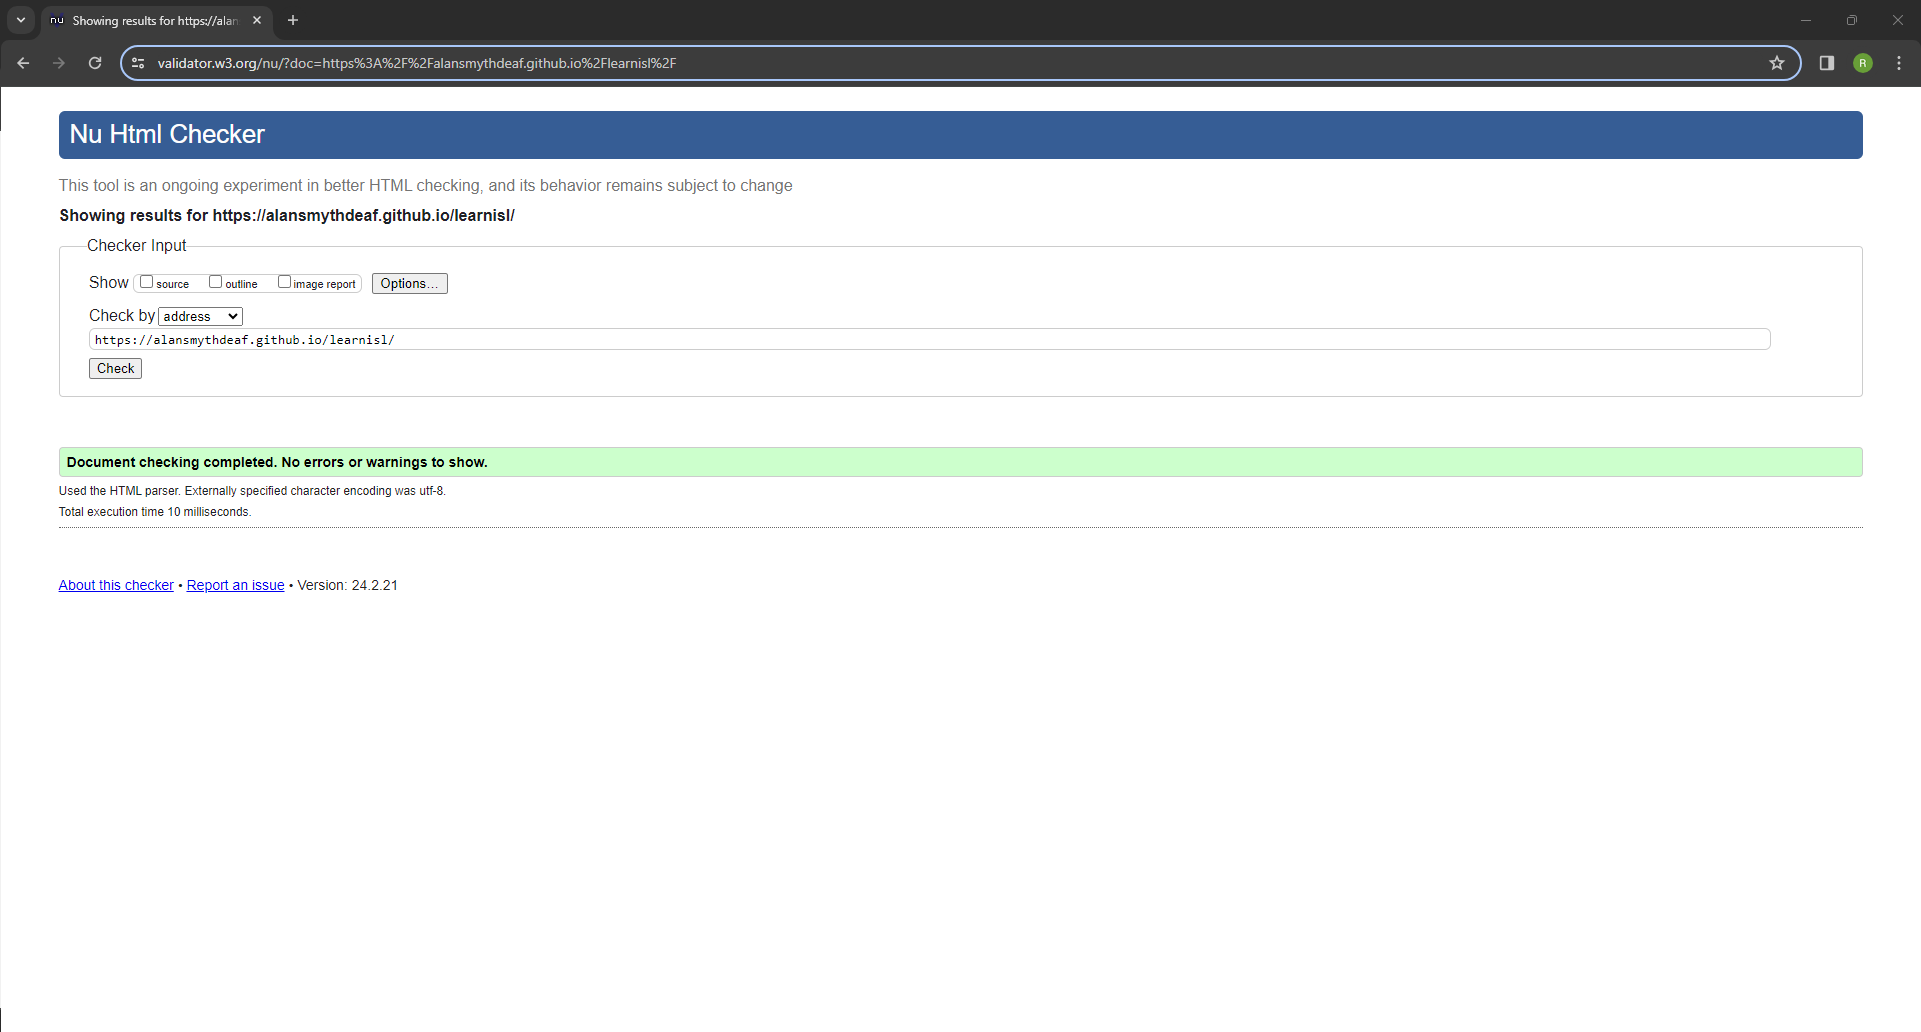 nu Showing results for https://alan
validator.w3.org/nu/?doc=https%3A%2F%2Falansmythdeaf.github.io%2Flearnisl%2F
R
Nu Html Checker
This tool is an ongoing experiment in better HTML checking, and its behavior remains subject to change
Showing results for https://alansmythdeaf.github.io/learnisl/
Checker Input
Show source outline image report Options...
Check by address
https://alansmythdeaf.github.io/learnisl/
Check
Document checking completed. No errors or warnings to show.
Used the HTML parser. Externally specified character encoding was utf-8.
Total execution time 10 milliseconds.
About this checker • Report an issue • Version: 24.2.21